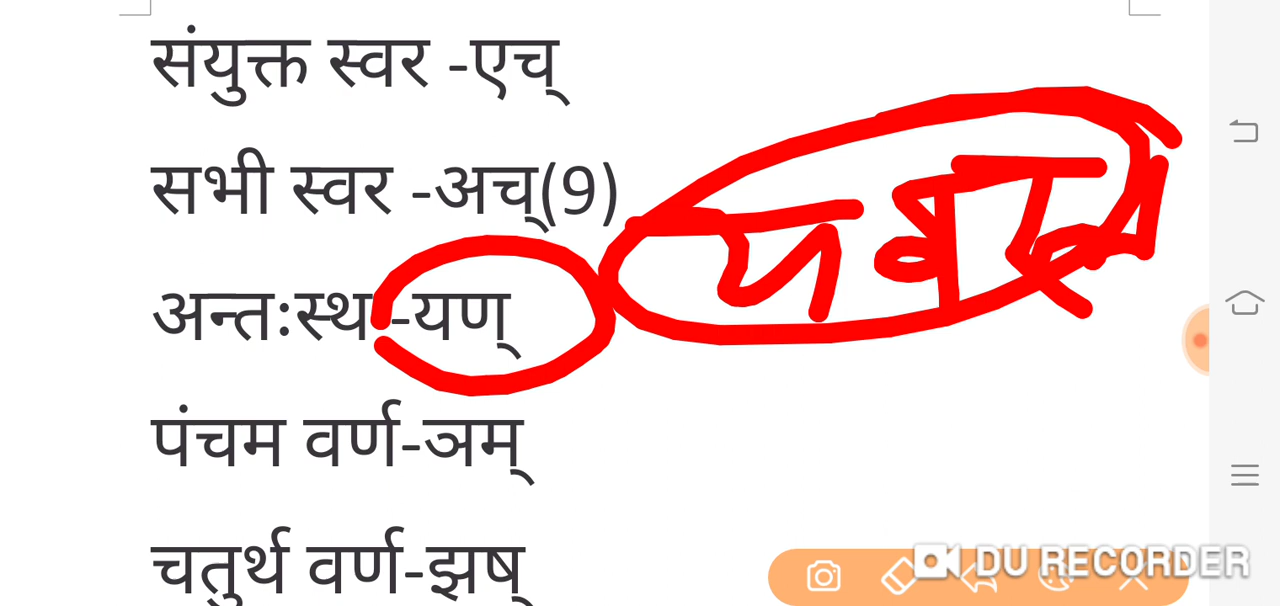 संयुक्त स्वर -एच्
सभी स्वर -अच्(9)
य व र ल
अन्तःस्थ -यण्
पंचम वर्ण-ञम्
चतुर्थ वर्ण-झष्
DU RECORDER